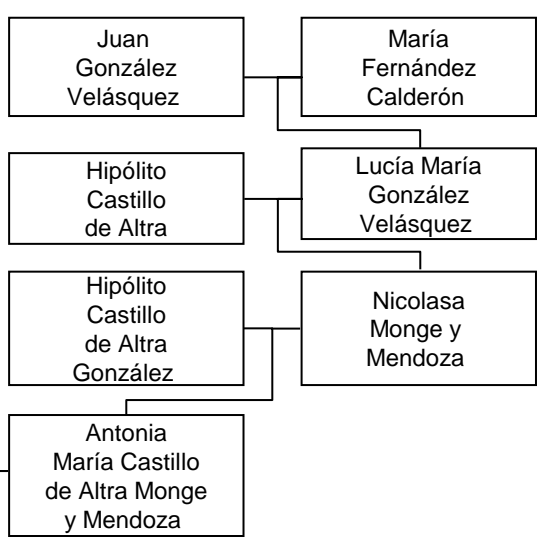 Juan
González
Velásquez
María
Fernández
Calderón
Hipólito
Castillo
de Altra
Lucía María
González
Velásquez
Hipólito
Castillo
de Altra
González
Nicolasa
Monge y
Mendoza
Antonia
María Castillo
de Altra Monge
y Mendoza